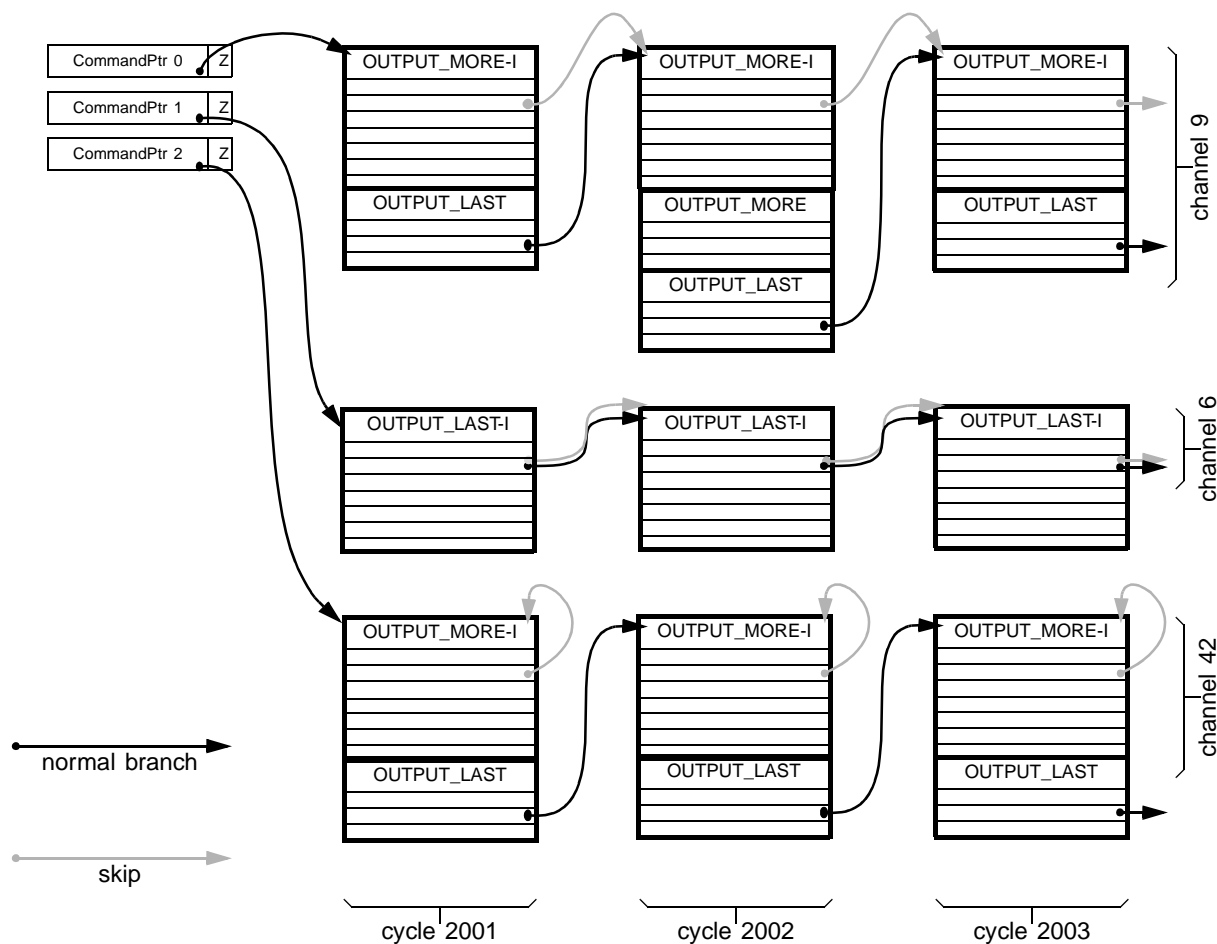 CommandPtr 0 Z
CommandPtr 1 Z
CommandPtr 2 Z
OUTPUT_MORE-I
OUTPUT_LAST
OUTPUT_MORE-I
OUTPUT_MORE
OUTPUT_LAST
OUTPUT_MORE-I
OUTPUT_LAST
channel 9
OUTPUT_LAST-I
OUTPUT_LAST-I
OUTPUT_LAST-I
channel 6
OUTPUT_MORE-I
OUTPUT_LAST
OUTPUT_MORE-I
OUTPUT_LAST
OUTPUT_MORE-I
OUTPUT_LAST
channel 42
normal branch
skip
cycle 2001
cycle 2002
cycle 2003